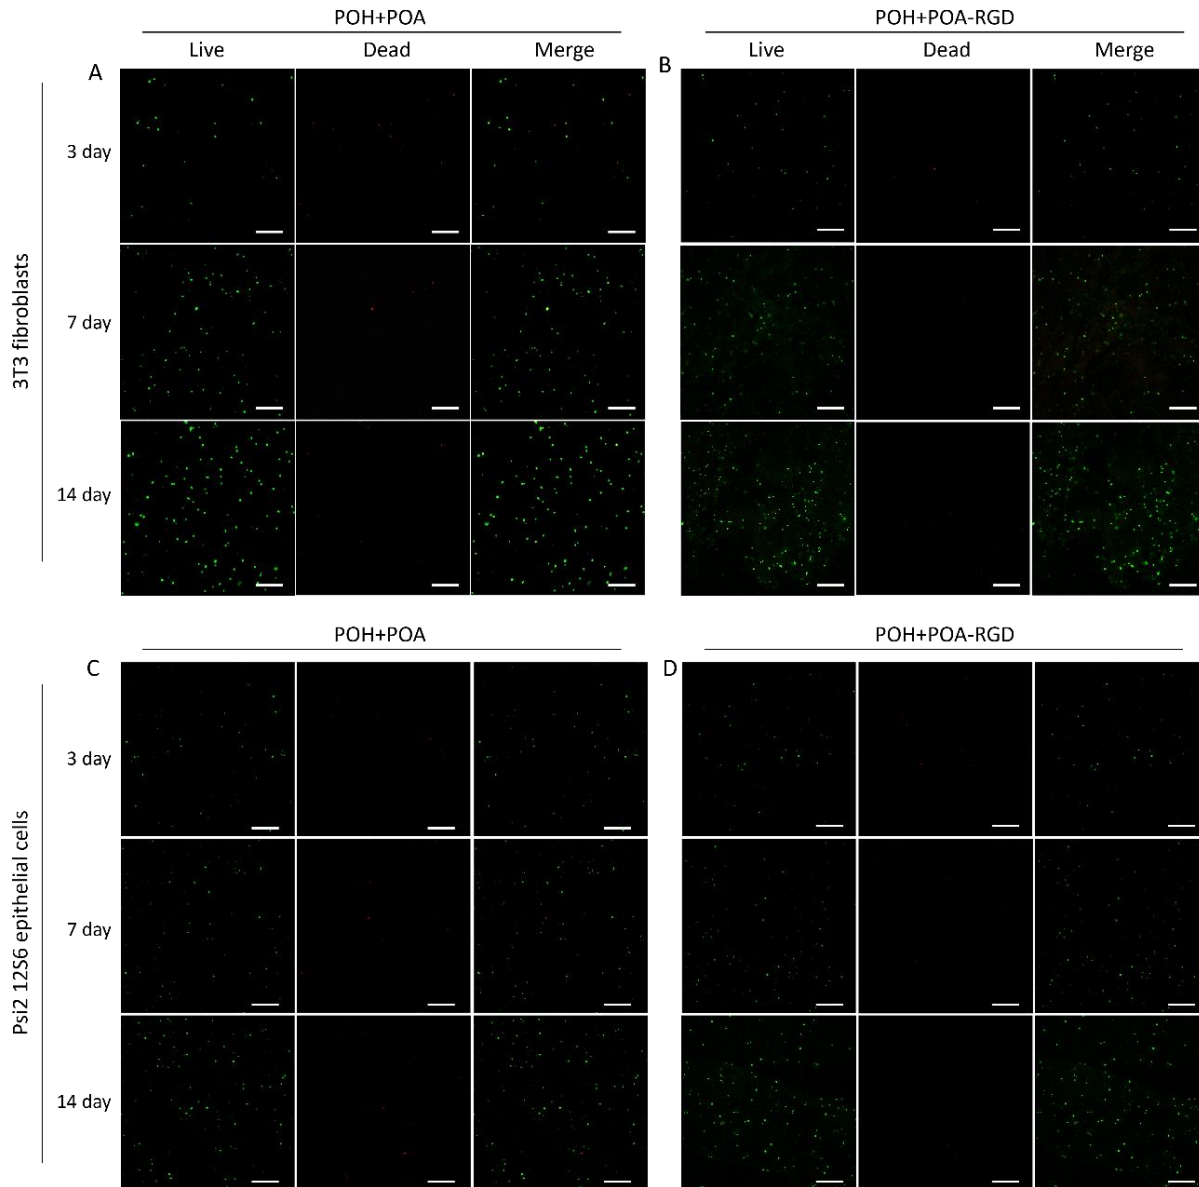 POH+POA
POH+POA-RGD
Live
Dead
Merge
Live
Dead
Merge
A
B
3 day
7 day
14 day
3T3 fibroblasts
POH+POA
POH+POA-RGD
C
D
3 day
7 day
14 day
Psi2 12S6 epithelial cells